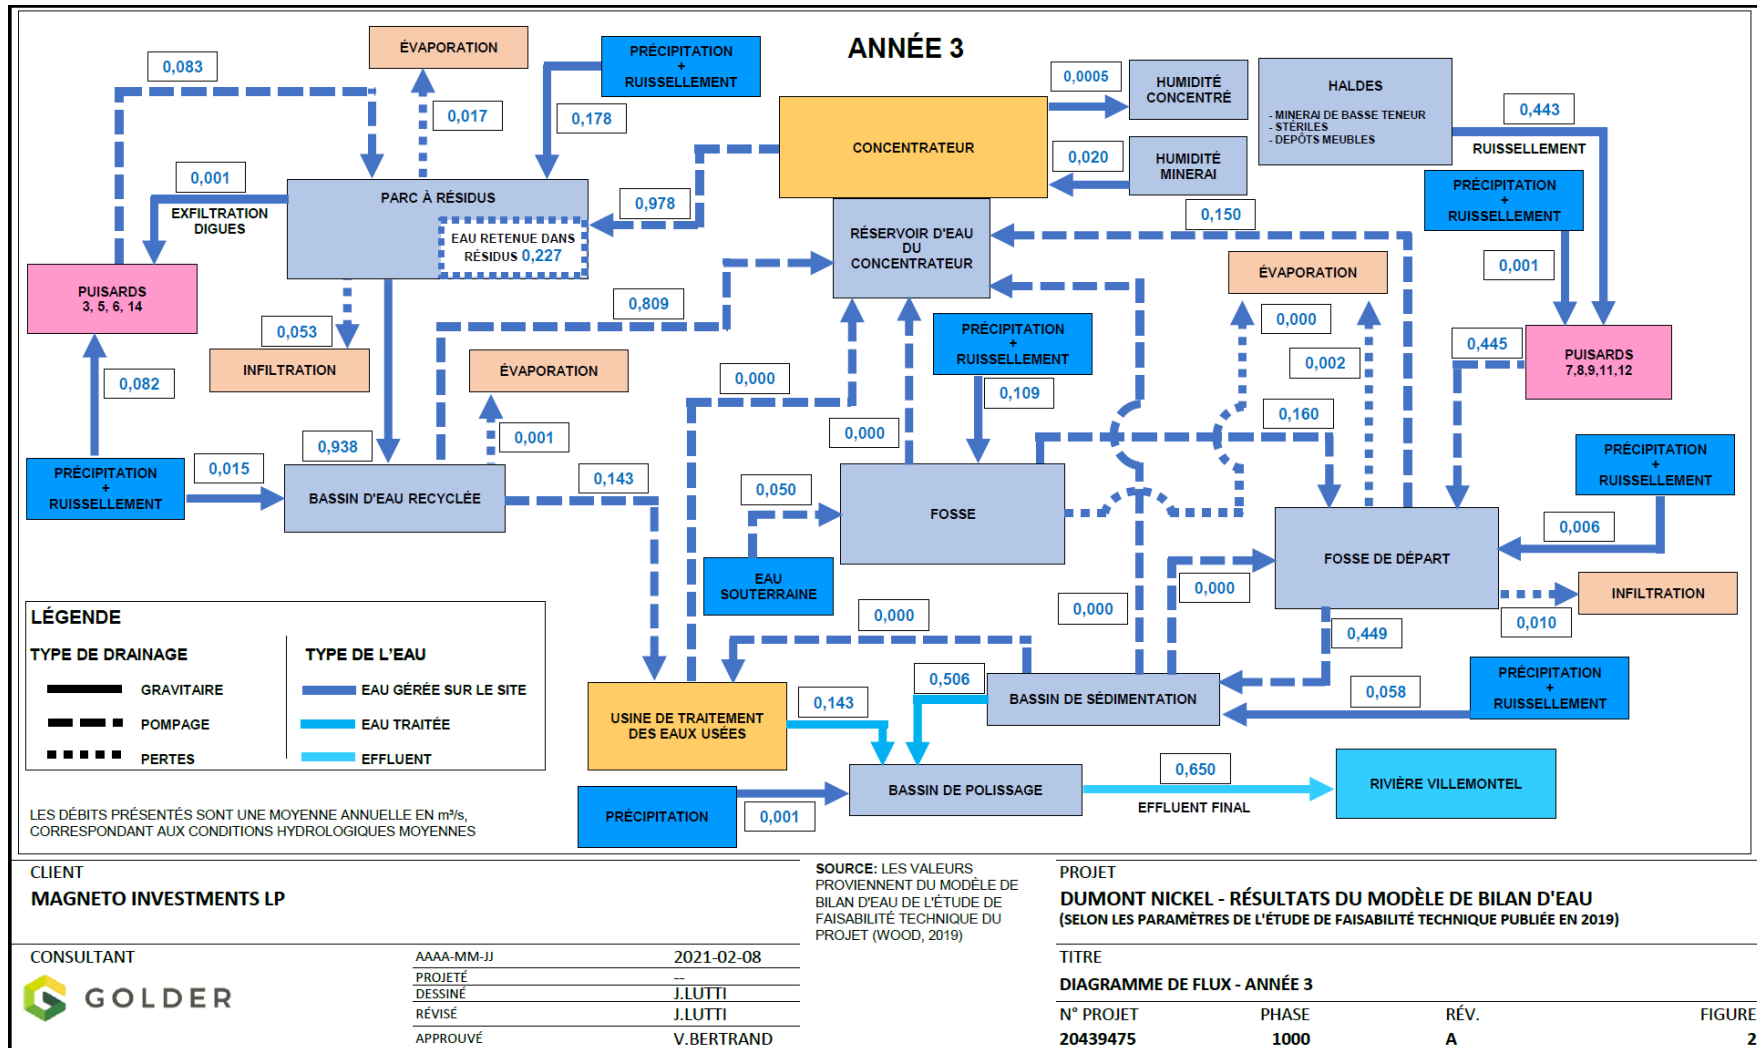 ANNÉE 3
0,083
ÉVAPORATION
0,017
PRÉCIPITATION
+
RUISSELLEMENT
0,178
0,001
EXFILTRATION
DIGUES
PARC À RÉSIDUS
EAU RETENUE DANS
RÉSIDUS 0,227
0,978
CONCENTRATEUR
RÉSERVOIR D'EAU
DU
CONCENTRATEUR
0,0005
HUMIDITÉ
CONCENTRÉ
0,020
HUMIDITÉ
MINERAI
HALDES
- MINERAI DE BASSE TENEUR
- STÉRILES
- DEPÔTS MEUBLES
0,443
RUISSELLEMENT
PRÉCIPITATION
+
RUISSELLEMENT
0,150
0,001
ÉVAPORATION
0,000
0,002
PUISARDS
3, 5, 6, 14
0,053
INFILTRATION
0,082
0,809
ÉVAPORATION
0,001
0,000
0,000
PRÉCIPITATION
+
RUISSELLEMENT
0,109
0,160
0,445
PUISARDS
7,8,9,11,12
PRÉCIPITATION
+
RUISSELLEMENT
0,015
0,938
BASSIN D'EAU RECYCLÉE
0,143
0,050
FOSSE
EAU
SOUTERRAINE
PRÉCIPITATION
+
RUISSELLEMENT
0,006
FOSSE DE DÉPART
INFILTRATION
0,010
0,000
0,000
0,000
0,449
LÉGENDE
TYPE DE DRAINAGE
GRAVITAIRE
POMPAGE
PERTES
TYPE DE L'EAU
EAU GÉRÉE SUR LE SITE
EAU TRAITÉE
EFFLUENT
USINE DE TRAITEMENT
DES EAUX USÉES
0,143
0,506
BASSIN DE SÉDIMENTATION
0,058
PRÉCIPITATION
+
RUISSELLEMENT
PRÉCIPITATION
0,001
BASSIN DE POLISSAGE
0,650
EFFLUENT FINAL
RIVIÈRE VILLEMONTEL
LES DÉBITS PRÉSENTÉS SONT UNE MOYENNE ANNUELLE EN m³/s,
CORRESPONDANT AUX CONDITIONS HYDROLOGIQUES MOYENNES
CLIENT
MAGNETO INVESTMENTS LP
CONSULTANT
GOLDER
AAAA-MM-JJ 2021-02-08
PROJETÉ --
DESSINÉ J.LUTTI
RÉVISÉ J.LUTTI
APPROUVÉ V.BERTRAND
SOURCE: LES VALEURS
PROVIENNENT DU MODÈLE DE
BILAN D'EAU DE L'ÉTUDE DE
FAISABILITÉ TECHNIQUE DU
PROJET (WOOD, 2019)
PROJET
DUMONT NICKEL - RÉSULTATS DU MODÈLE DE BILAN D'EAU
(SELON LES PARAMÈTRES DE L'ÉTUDE DE FAISABILITÉ TECHNIQUE PUBLIÉE EN 2019)
TITRE
DIAGRAMME DE FLUX - ANNÉE 3
N° PROJET PHASE RÉV. FIGURE
20439475 1000 A 2